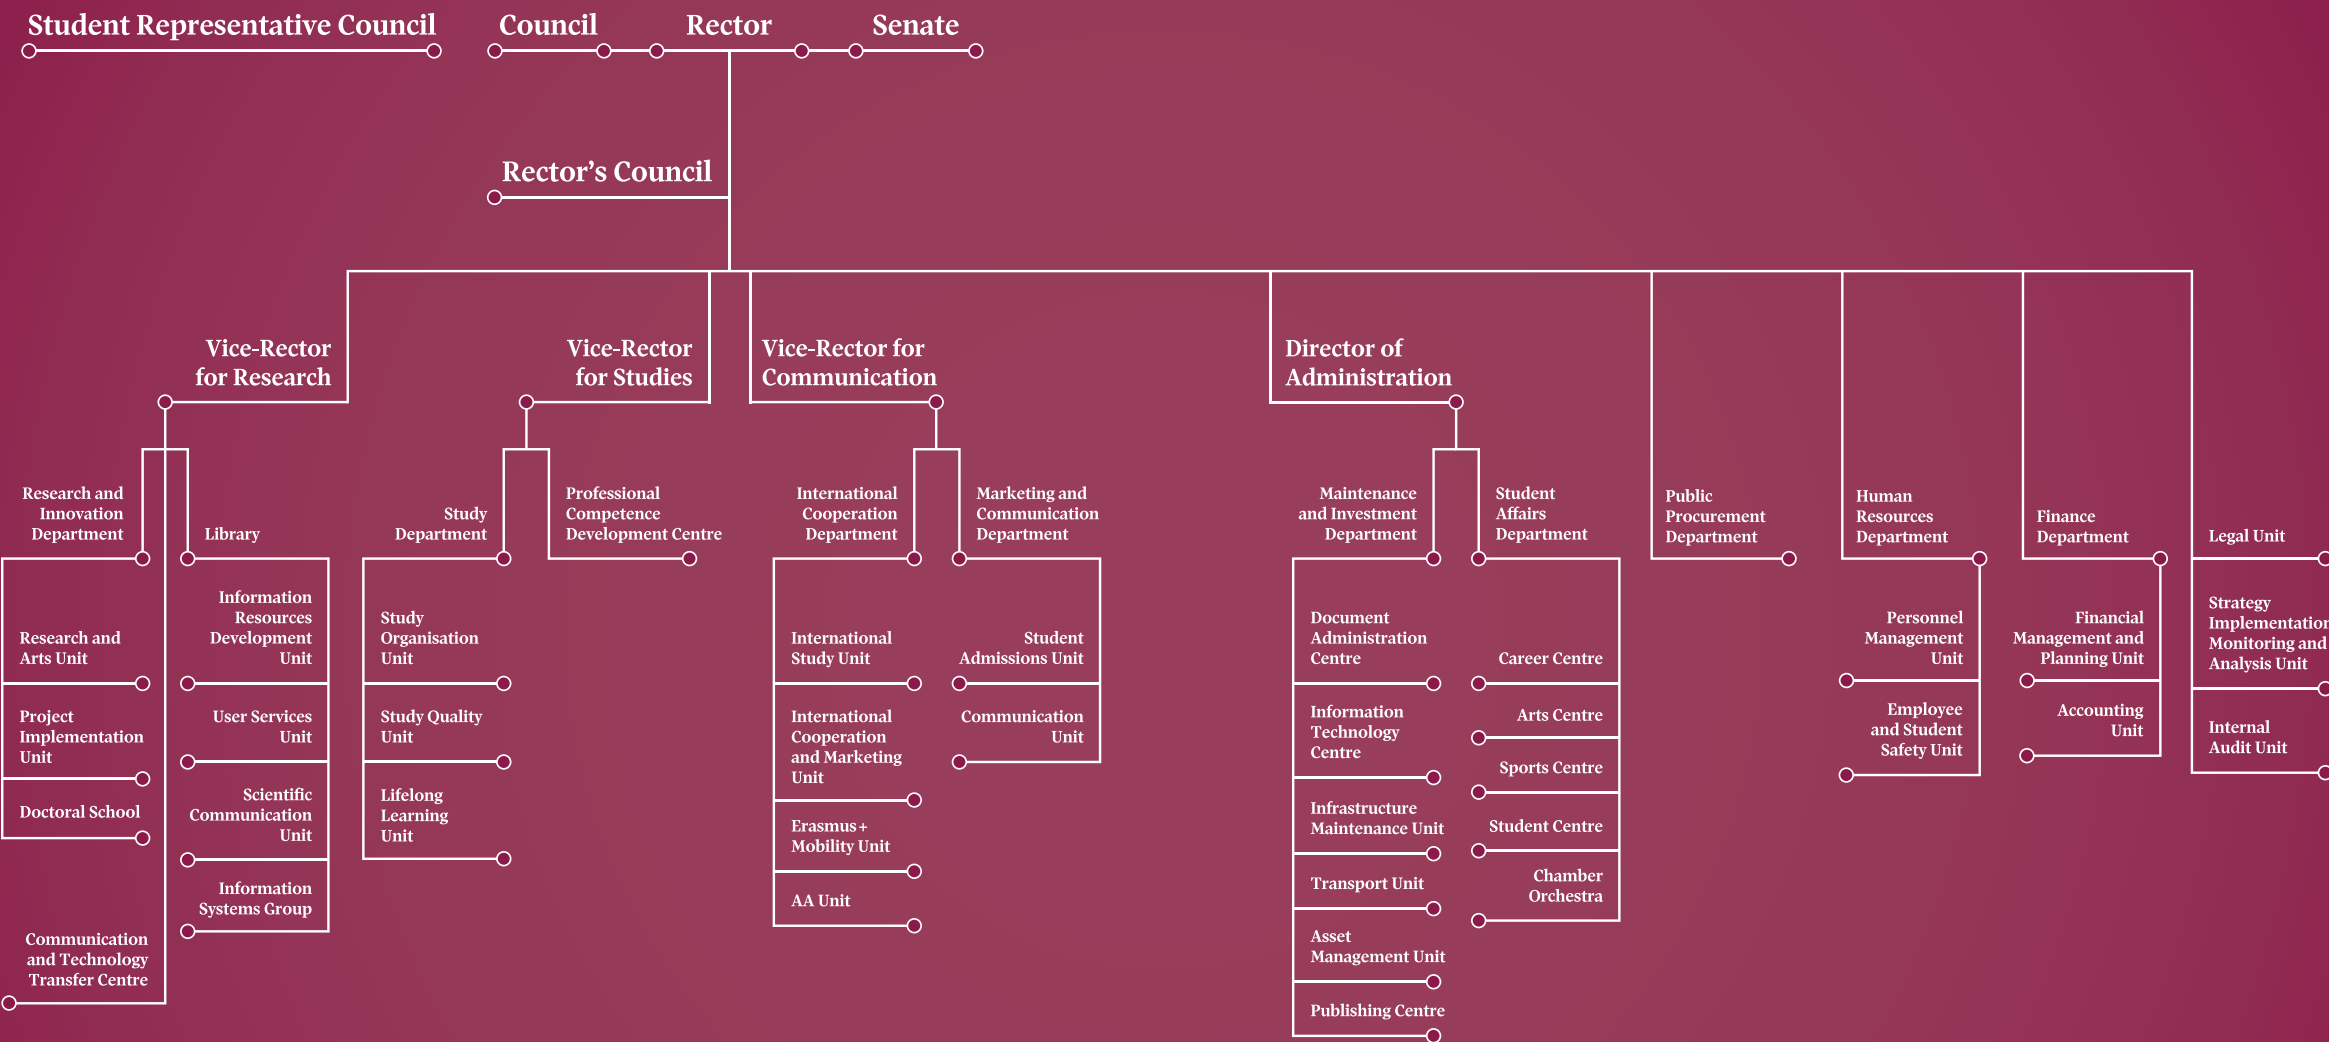 Student Representative Council
Council
Rector
Senate
Rector’s Council
Vice-Rector
for Research
Vice-Rector
for Studies
Vice-Rector for
Communication
Director of
Administration
Research and
Innovation
Department
Library
Study
Department
Professional
Competence
Development Centre
International
Cooperation
Department
Marketing and
Communication
Department
Maintenance
and Investment
Department
Student
Affairs
Department
Public
Procurement
Department
Human
Resources
Department
Finance
Department
Legal Unit
Research and
Arts Unit
Project
Implementation
Unit
Doctoral School
Communication
and Technology
Transfer Centre
Information
Resources
Development
Unit
User Services
Unit
Scientific
Communication
Unit
Information
Systems Group
Study
Organisation
Unit
Study Quality
Unit
Lifelong
Learning
Unit
International
Study Unit
International
Cooperation
and Marketing
Unit
Erasmus+
Mobility Unit
AA Unit
Student
Admissions Unit
Communication
Unit
Document
Administration
Centre
Information
Technology
Centre
Infrastructure
Maintenance Unit
Transport Unit
Asset
Management Unit
Publishing Centre
Career Centre
Arts Centre
Sports Centre
Student Centre
Chamber
Orchestra
Personnel
Management
Unit
Employee
and Student
Safety Unit
Financial
Management and
Planning Unit
Accounting
Unit
Strategy
Implementation
Monitoring and
Analysis Unit
Internal
Audit Unit